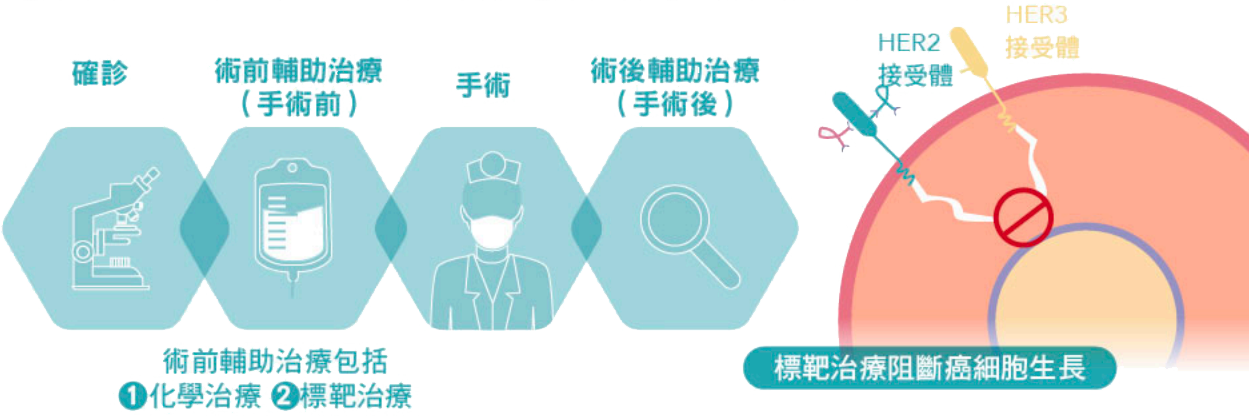 確診
術前輔助治療
(手術前)
手術
術後輔助治療
(手術後)
術前輔助治療包括
❶化學治療 ❷標靶治療
HER2
接受體
HER3
接受體
標靶治療阻斷癌細胞生長